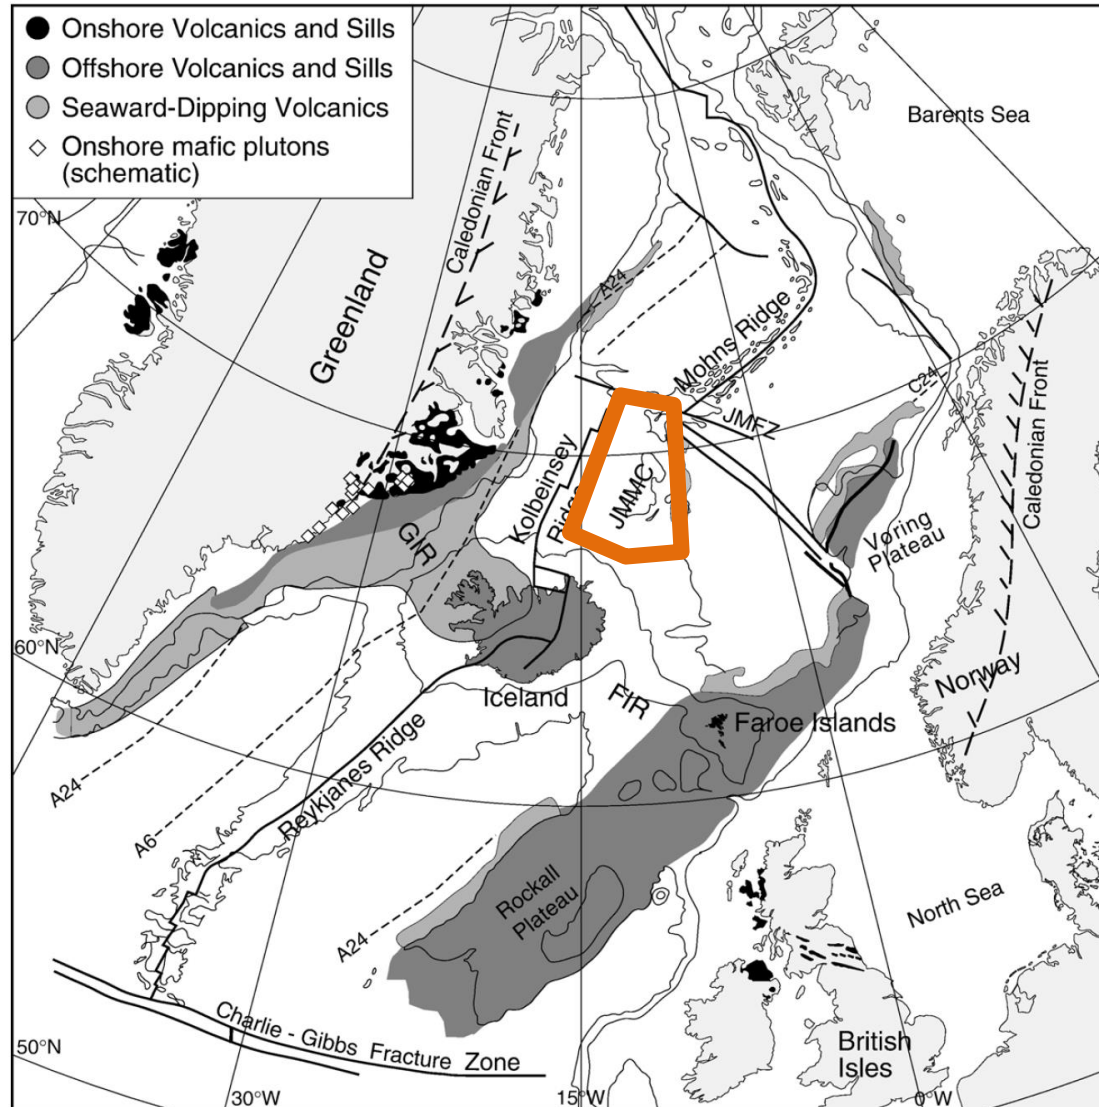 Onshore Volcanics and Sills
Offshore Volcanics and Sills
Seaward-Dipping Volcanics
Onshore mafic plutons
(schematic)
Barents Sea
70°N
Caledonian Front
Greenland
A24
Mohns Ridge
JMFZ
C24
Caledonian Front
Kolbeinsey
Ridge
JMMC
Vøring
Plateau
GIR
60°N
Norway
Iceland
FIR
Faroe Islands
A24
Reykjanes Ridge
A6
Rockall
Plateau
A24
North Sea
Charlie - Gibbs Fracture Zone
British
Isles
50°N
30°W
15°W
0°W